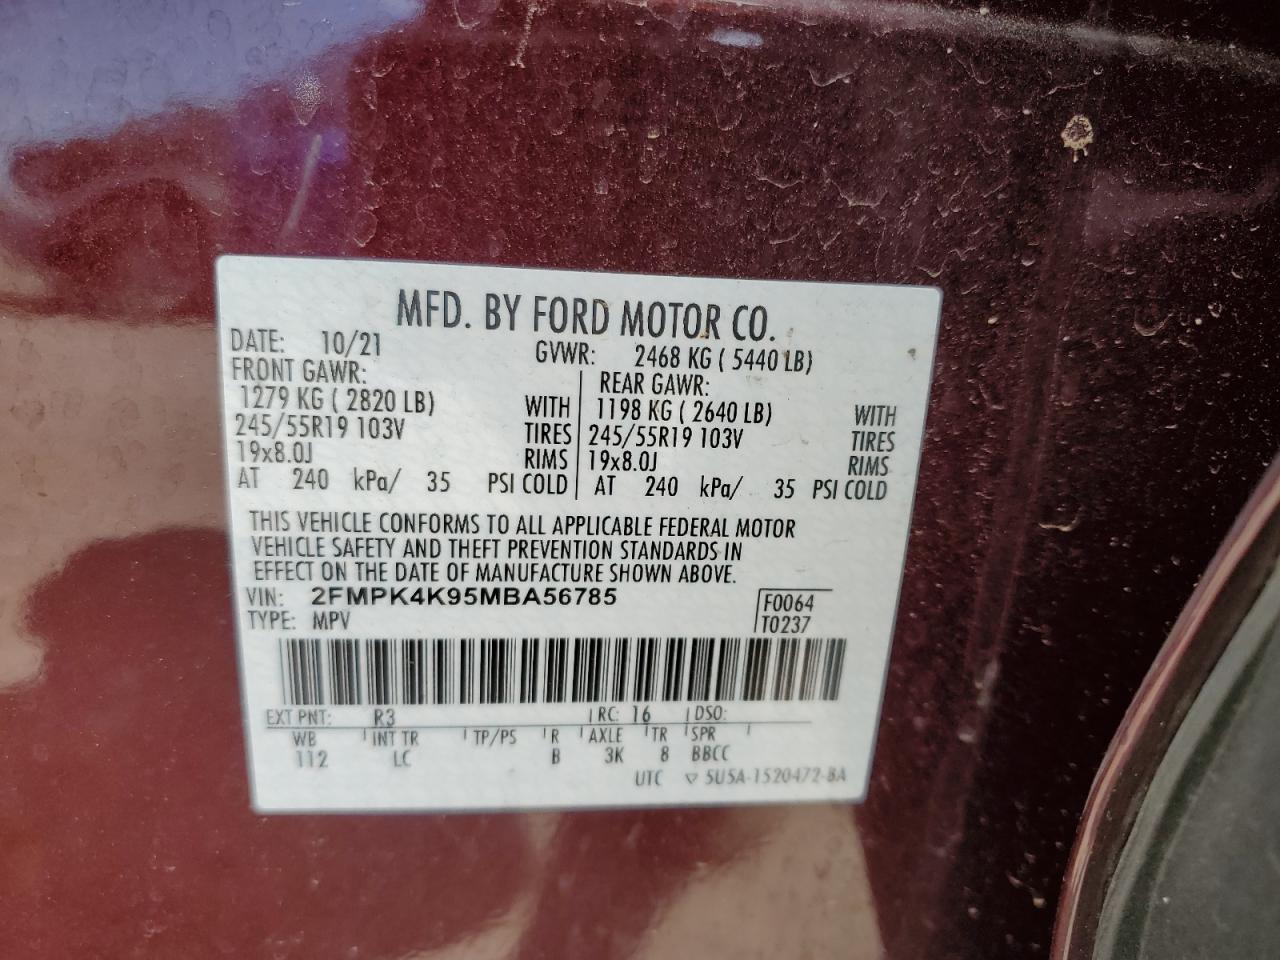 MFD. BY FORD MOTOR CO.
DATE: 10/21 GVWR: 2468 KG ( 5440 LB)
FRONT GAWR: REAR GAWR:
1279 KG ( 2820 LB) WITH 1198 KG ( 2640 LB) WITH
245/55R19 103V TIRES 245/55R19 103V TIRES
19x8.0J RIMS 19x8.0J RIMS
AT 240 kPa/ 35 PSI COLD AT 240 kPa/ 35 PSI COLD
THIS VEHICLE CONFORMS TO ALL APPLICABLE FEDERAL MOTOR
VEHICLE SAFETY AND THEFT PREVENTION STANDARDS IN
EFFECT ON THE DATE OF MANUFACTURE SHOWN ABOVE.
VIN: 2FMPK4K95MBA56785 F0064
TYPE: MPV T0237
EXT PNT: R3 RC: 16 DSO:
WB INT TR TP/PS R AXLE TR SPR
112 LC B 3K 8 BBCC
UTC ▽ 5U5A-1520472-BA